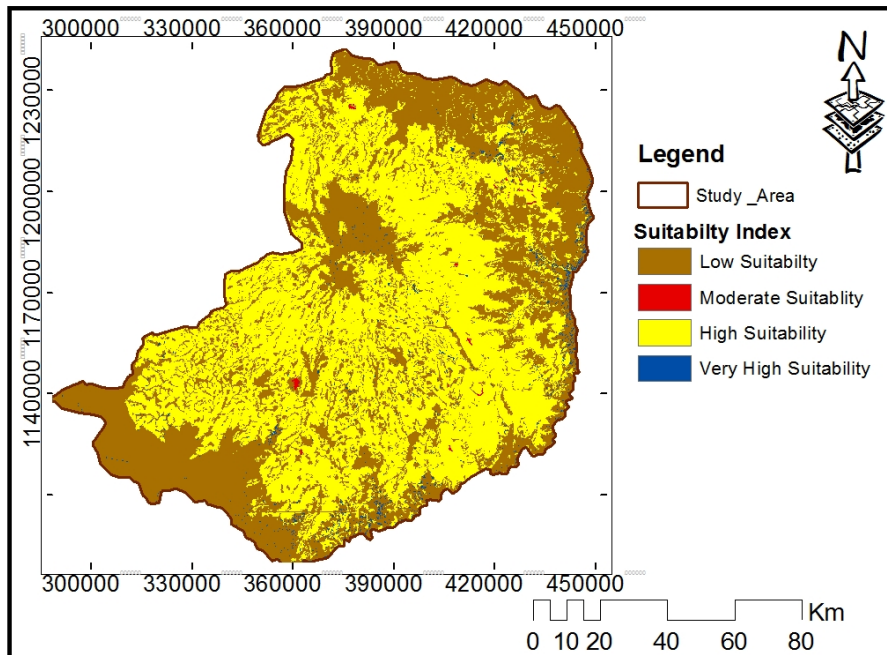 300000 330000 360000 390000 420000 450000
1230000
1200000
1170000
1140000
300000 330000 360000 390000 420000 450000
N
Legend
Study _Area
Suitabilty Index
Low Suitabilty
Moderate Suitablity
High Suitability
Very High Suitability
Km
0 10 20 40 60 80